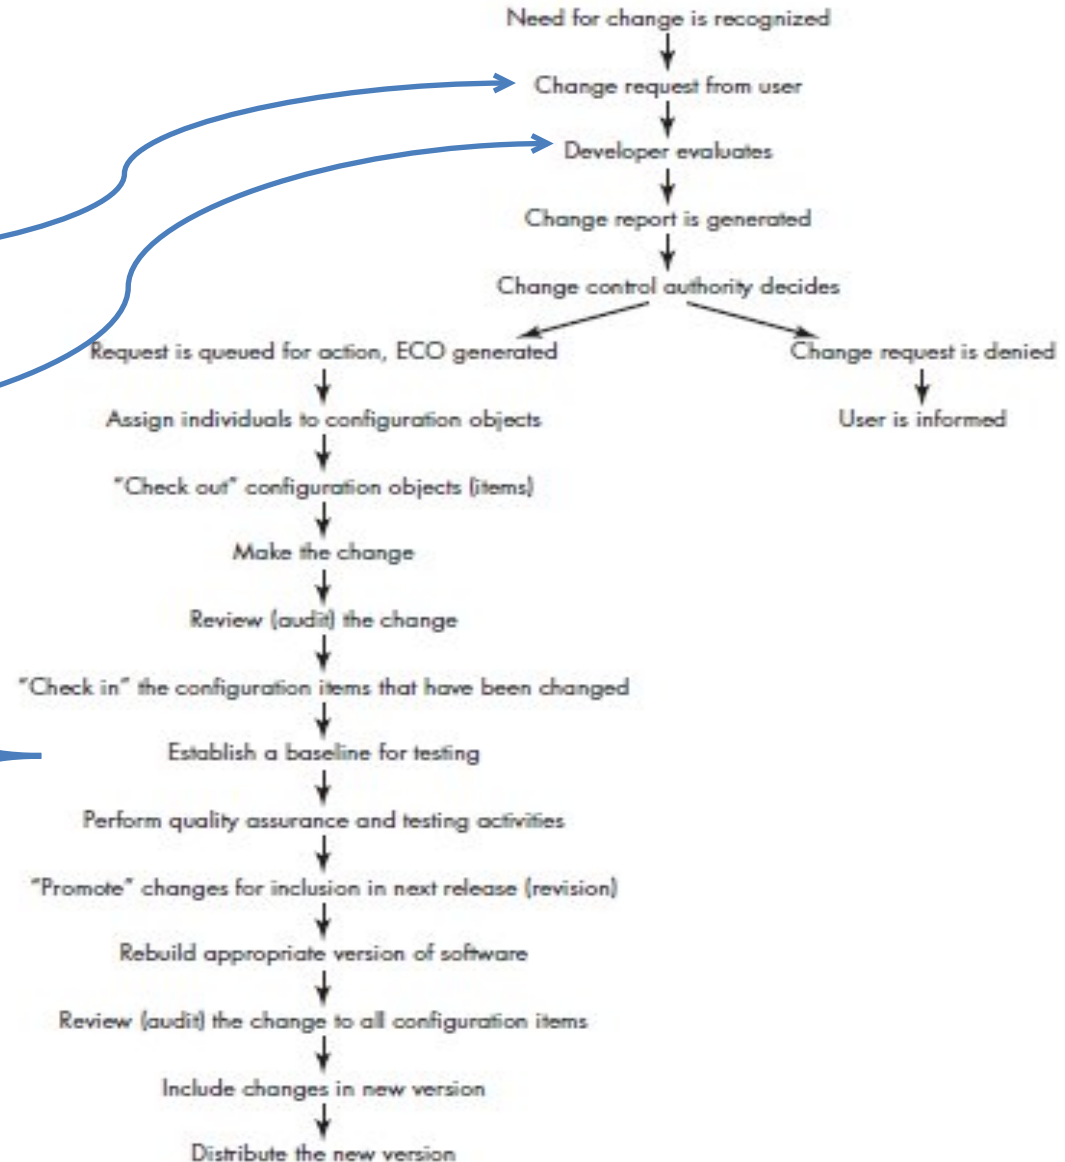 Need for change is recognized
Change request from user
Developer evaluates
Change report is generated
Change control authority decides
Request is queued for action, ECO generated
Change request is denied
Assign individuals to configuration objects
User is informed
“Check out” configuration objects (items)
Make the change
Review (audit) the change
“Check in” the configuration items that have been changed
Establish a baseline for testing
Perform quality assurance and testing activities
“Promote” changes for inclusion in next release (revision)
Rebuild appropriate version of software
Review (audit) the change to all configuration items
Include changes in new version
Distribute the new version